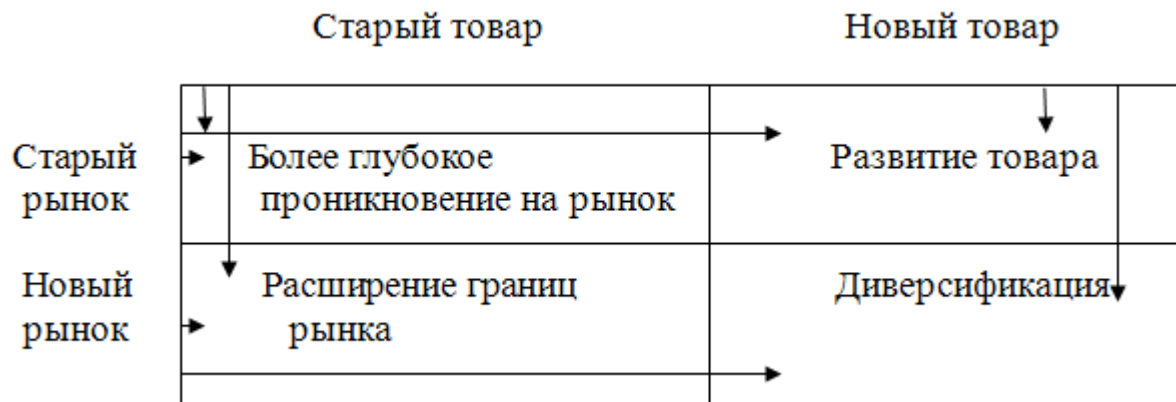 Старый товар Новый товар
Старый Более глубокое Развитие товара
рынок проникновение на рынок
Новый Расширение границ Диверсификация
рынок рынка